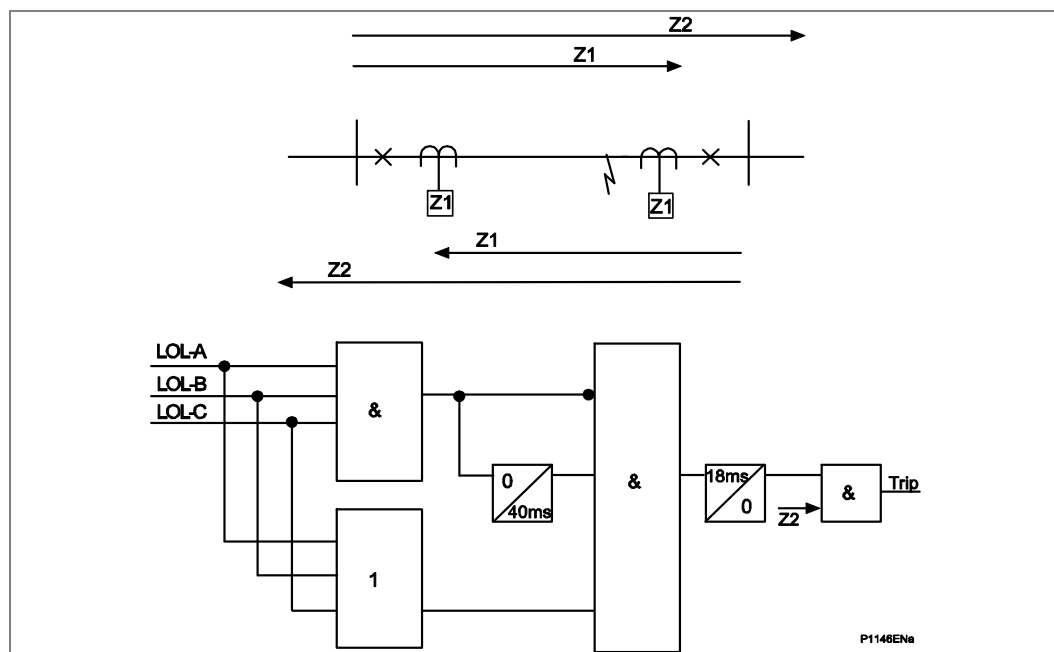 Z2
Z1
Z1
Z1
Z1
Z2
LOL-A
LOL-B
LOL-C
&
0
40ms
&
18ms
0
Z2
&
Trip
1
P1146ENa